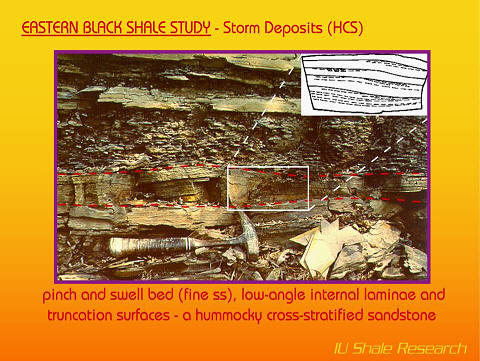 EASTERN BLACK SHALE STUDY - Storm Deposits (HCS)
pinch and swell bed (fine ss), low-angle internal laminae and
truncation surfaces - a hummocky cross-stratified sandstone
IU Shale Research